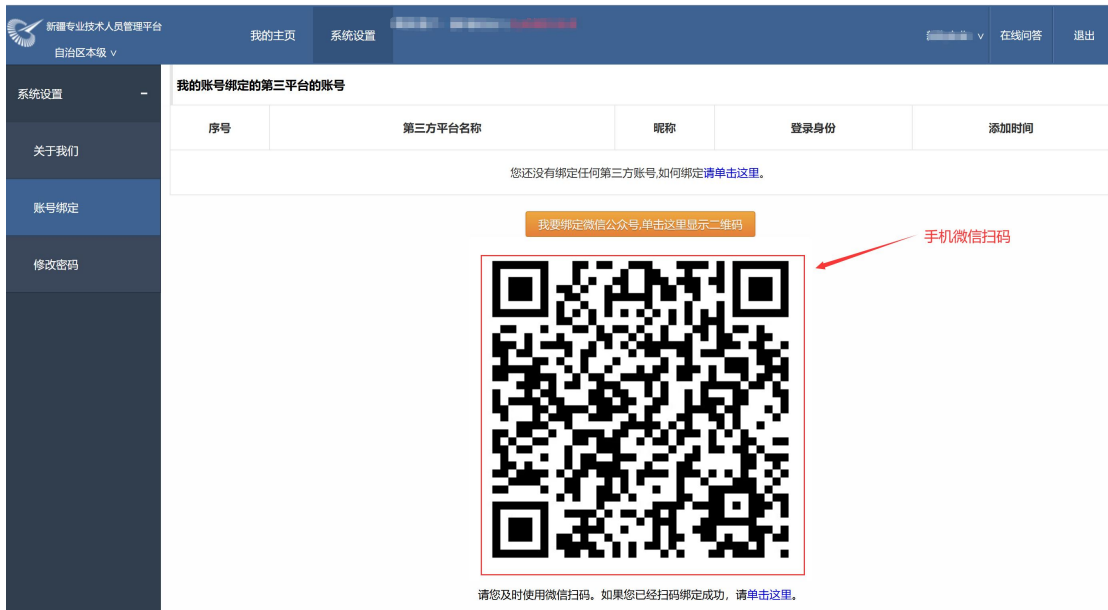 新疆专业技术人员管理平台
自治区本级 ∨
我的主页
系统设置
∨
在线问答
退出
系统设置
－
关于我们
账号绑定
修改密码
我的账号绑定的第三平台的账号
序号
第三方平台名称
昵称
登录身份
添加时间
您还没有绑定任何第三方账号,如何绑定请单击这里。
我要绑定微信公众号,单击这里显示二维码
手机微信扫码
请您及时使用微信扫码。如果您已经扫码绑定成功，请单击这里。